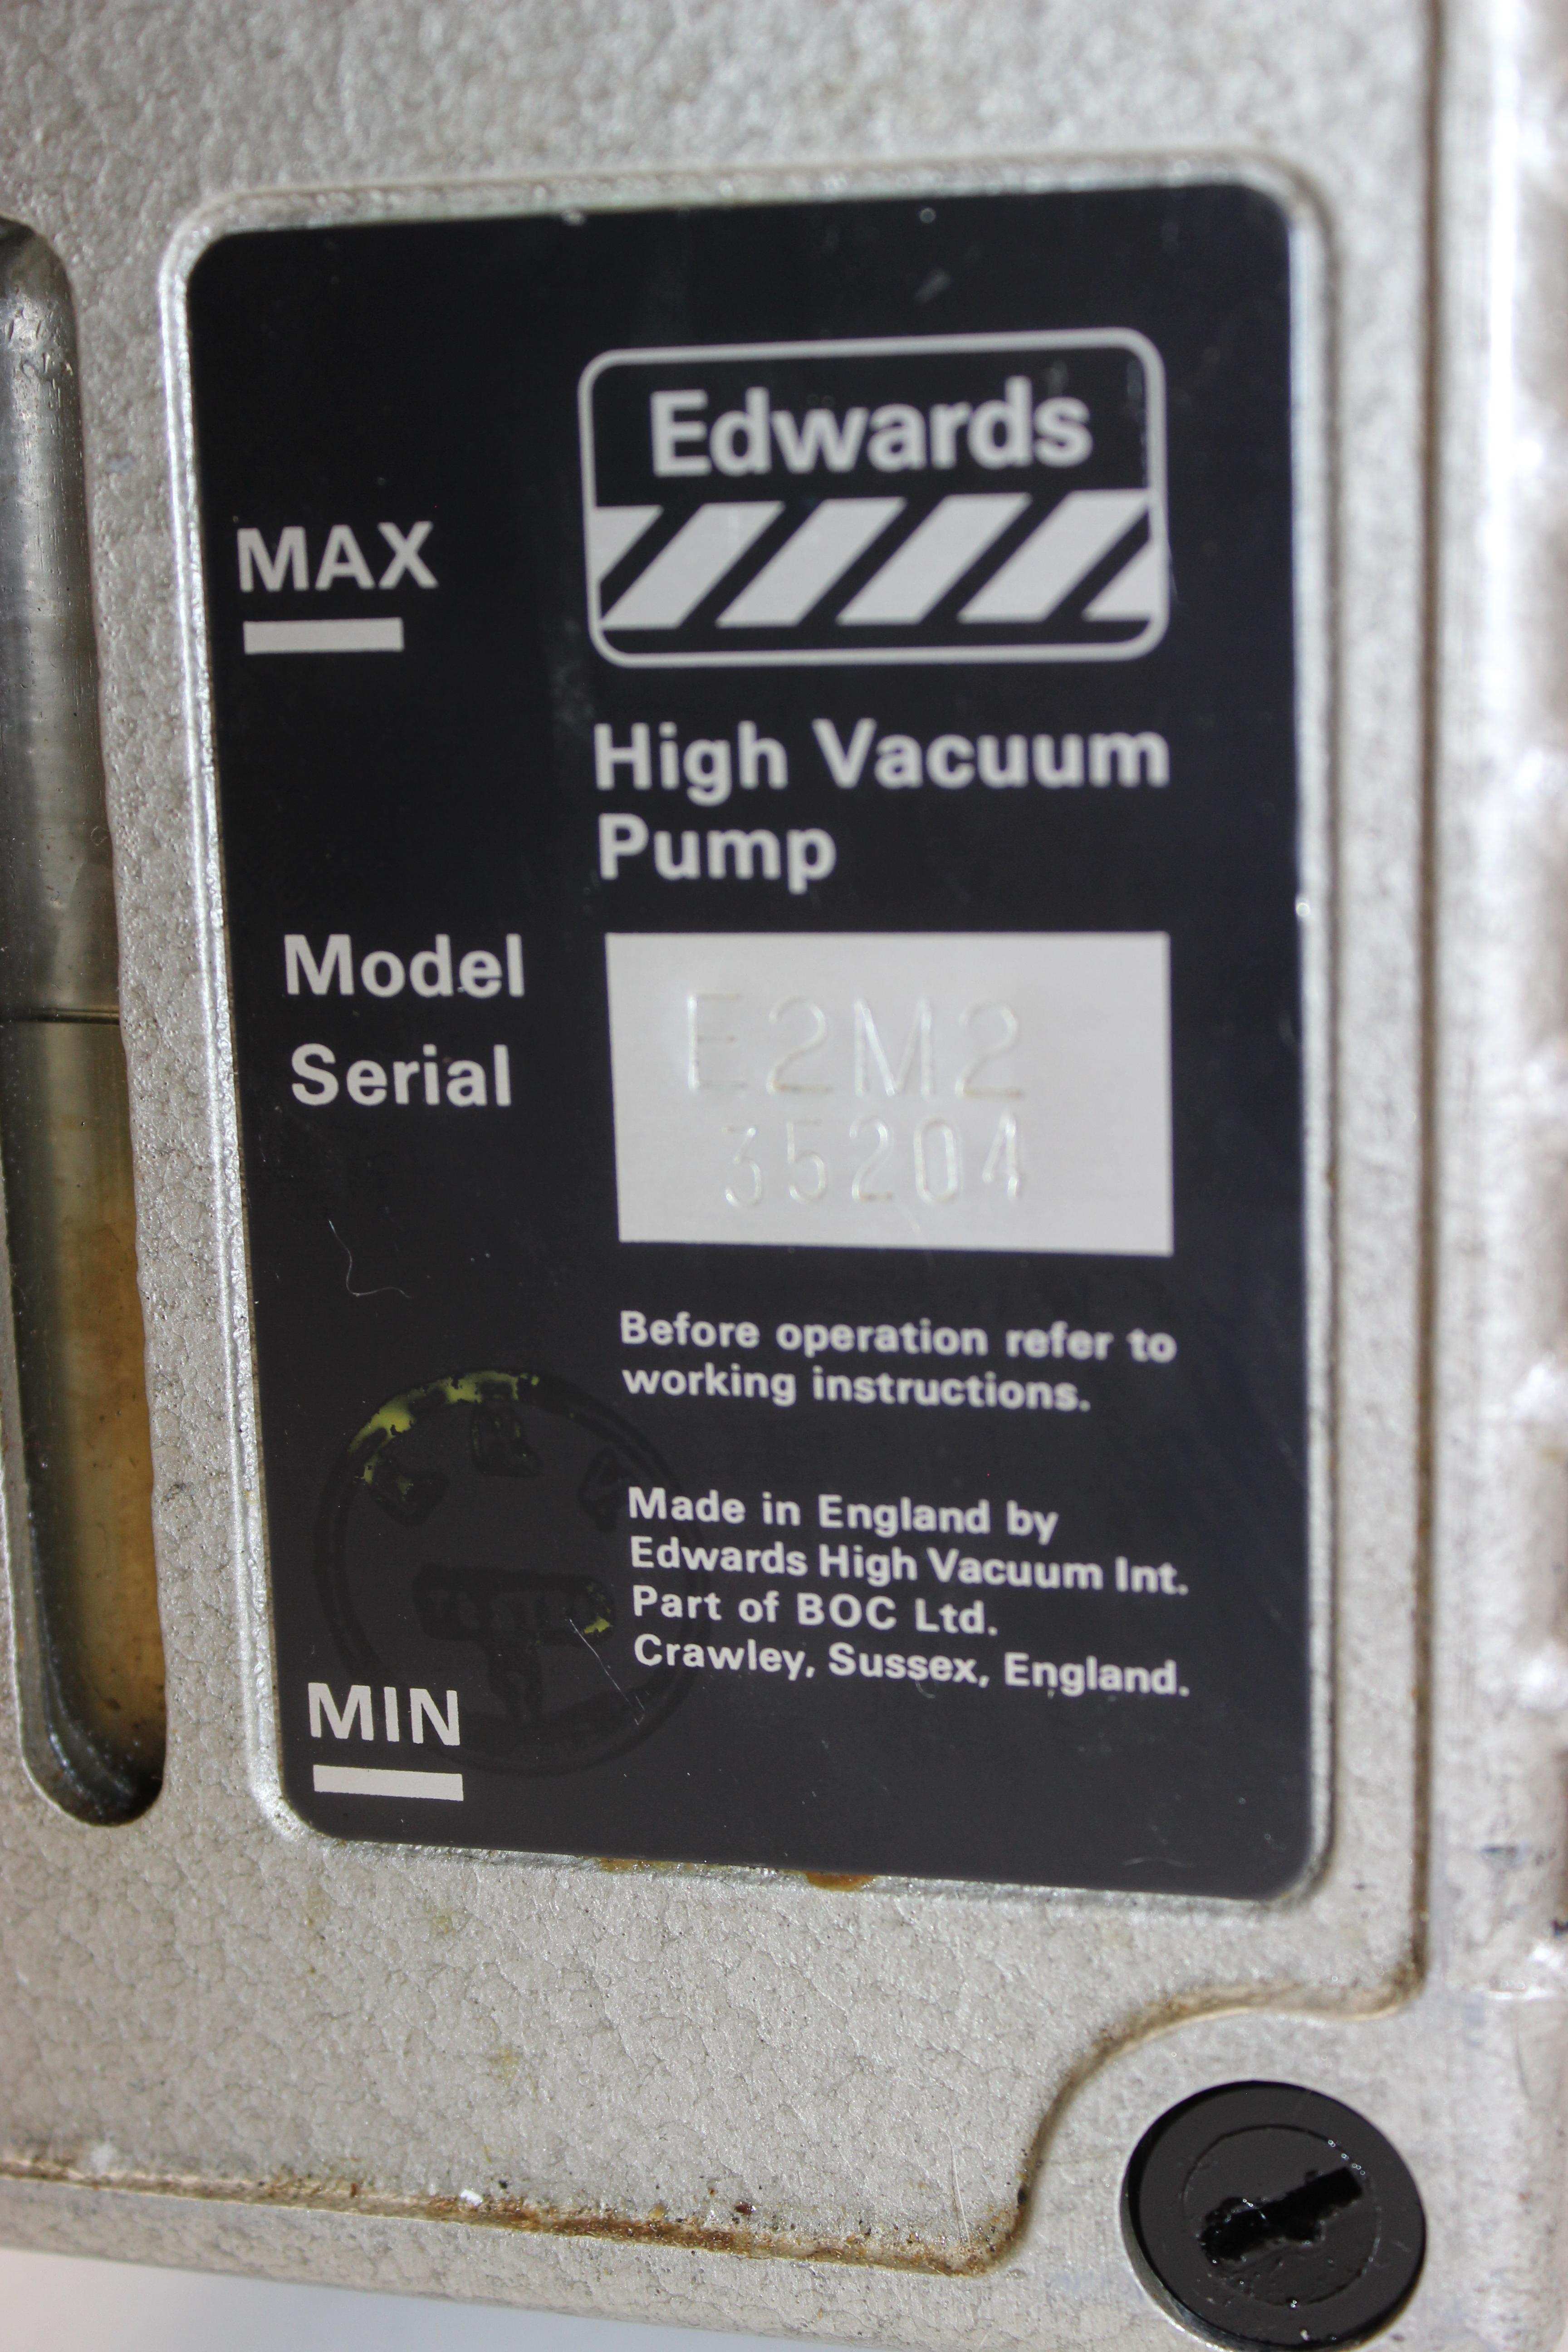 Edwards
MAX
High Vacuum
Pump
Model E2M2
Serial 35204
Before operation refer to
working instructions.
Made in England by
Edwards High Vacuum Int.
Part of BOC Ltd.
Crawley, Sussex, England.
MIN